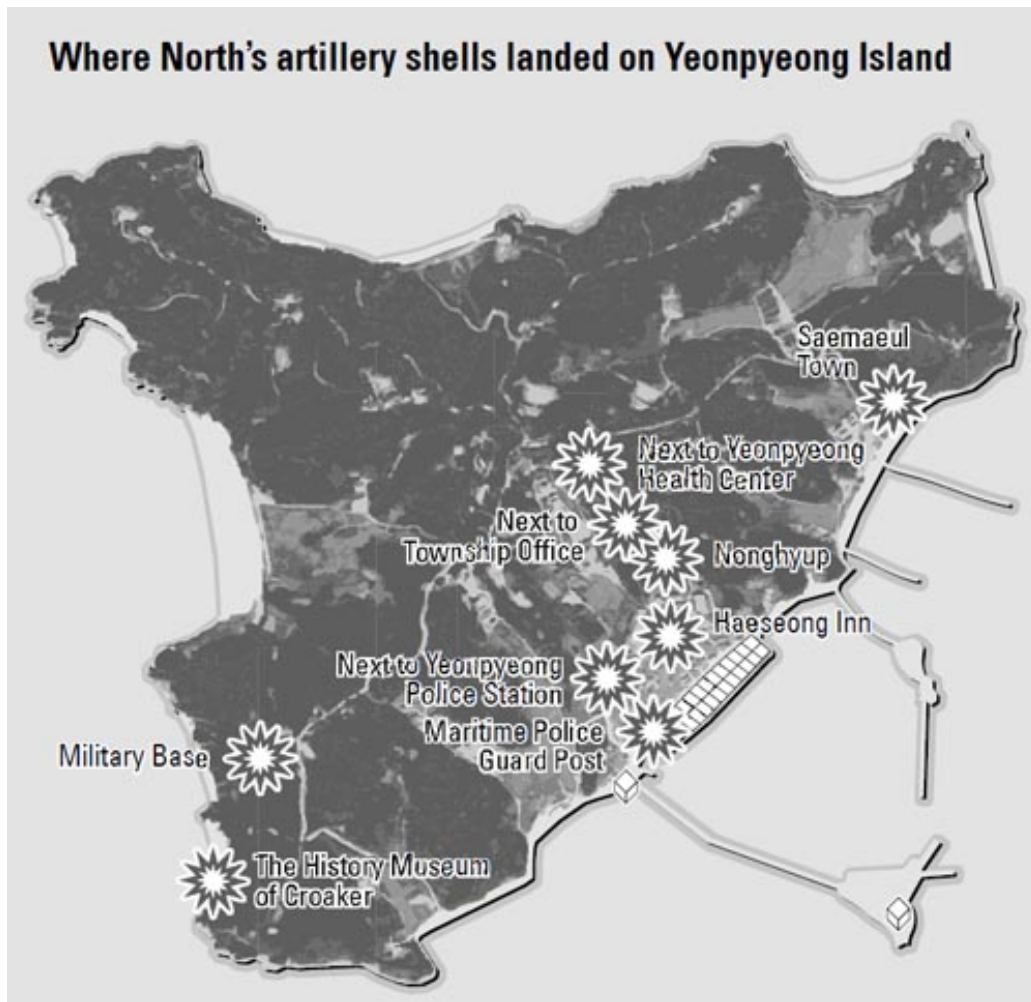 Where North's artillery shells landed on Yeonpyeong Island
Saemaeul
Town
Next to Yeonpyeong
Health Center
Next to
Township Office
Nonghyup
Haeseong Inn
Next to Yeonpyeong
Police Station
Maritime Police
Guard Post
Military Base
The History Museum
of Croaker